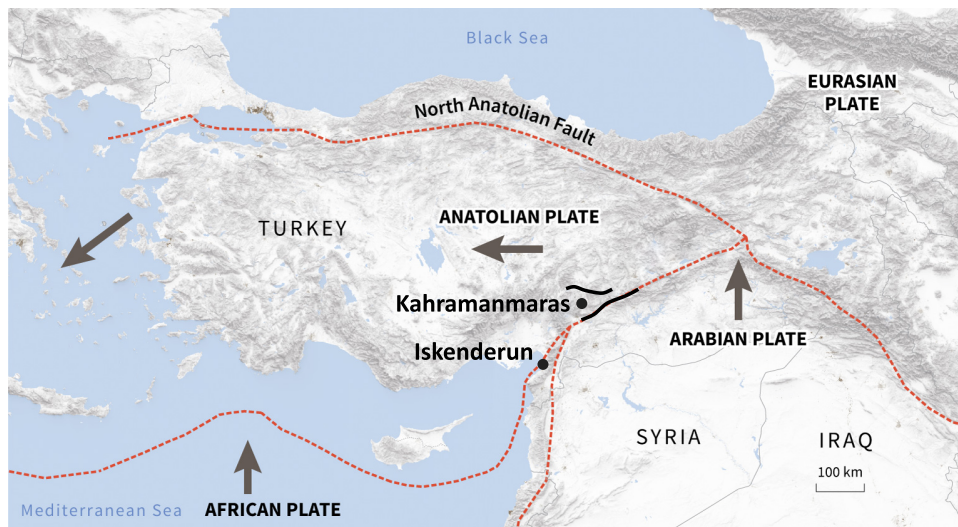 Black Sea
EURASIAN
PLATE
North Anatolian Fault
TURKEY
ANATOLIAN PLATE
Kahramanmaras
ARABIAN PLATE
Iskenderun
SYRIA
IRAQ
100 km
Mediterranean Sea
AFRICAN PLATE